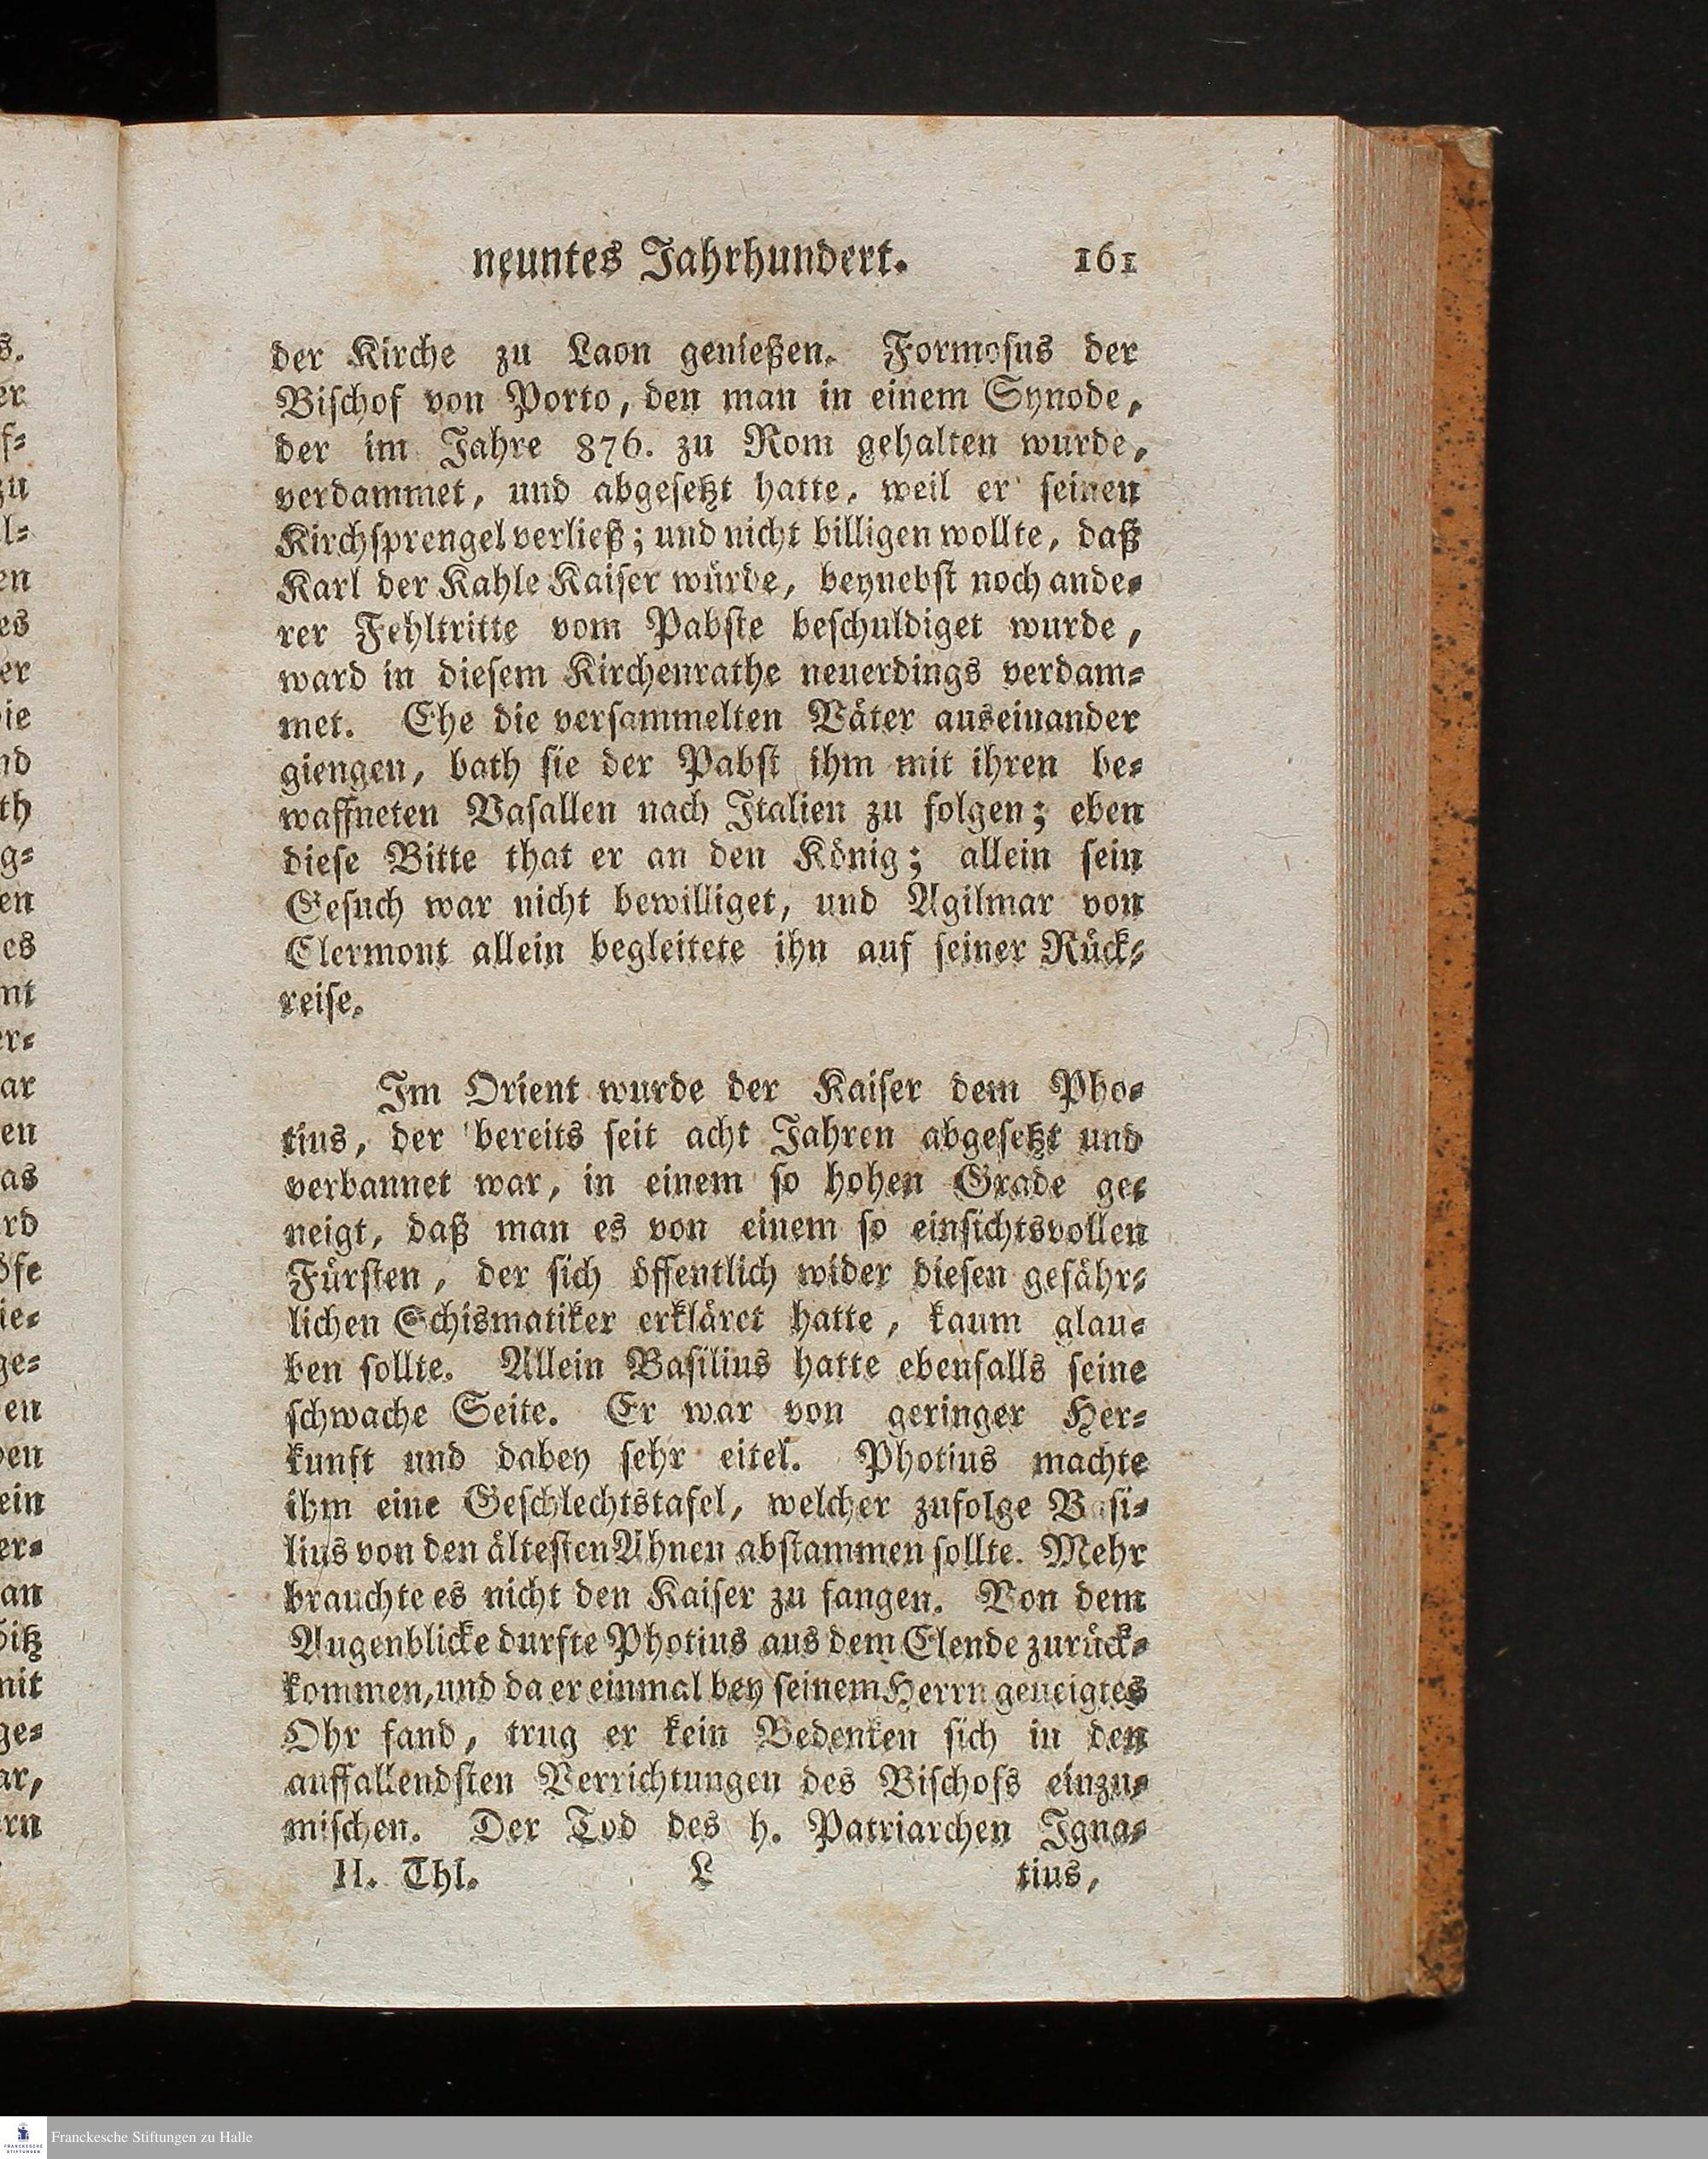 neuntes Jahrhundert. 161
der Kirche zu Laon genießen. Formosus der
Bischof von Porto, den man in einem Synode,
der im Jahre 876. zu Rom gehalten wurde,
verdammet, und abgesetzt hatte, weil er seinen
Kirchsprengel verließ; und nicht billigen wollte, daß
Karl der Kahle Kaiser würde, beynebst noch ande-
rer Fehltritte vom Pabste beschuldiget wurde,
ward in diesem Kirchenrathe neuerdings verdam-
met. Ehe die versammelten Väter auseinander
giengen, bath sie der Pabst ihm mit ihren be-
waffneten Vasallen nach Italien zu folgen; eben
diese Bitte that er an den König; allein sein
Gesuch war nicht bewilliget, und Agilmar von
Clermont allein begleitete ihn auf seiner Rück-
reise.
Im Orient wurde der Kaiser dem Pho-
tius, der bereits seit acht Jahren abgesetzt und
verbannet war, in einem so hohen Grade ge-
neigt, daß man es von einem so einsichtsvollen
Fürsten, der sich öffentlich wider diesen gefähr-
lichen Schismatiker erkläret hatte, kaum glau-
ben sollte. Allein Basilius hatte ebenfalls seine
schwache Seite. Er war von geringer Her-
kunft und dabey sehr eitel. Photius machte
ihm eine Geschlechtstafel, welcher zufolge Basi-
lius von den ältesten Ahnen abstammen sollte. Mehr
brauchte es nicht den Kaiser zu fangen. Von dem
Augenblicke durfte Photius aus dem Elende zurück-
kommen, und da er einmal bey seinem Herrn geneigtes
Ohr fand, trug er kein Bedenken sich in den
auffallendsten Verrichtungen des Bischofs einzu-
mischen. Der Tod des h. Patriarchen Igna-
II. Thl. L tius,
Franckesche Stiftungen zu Halle